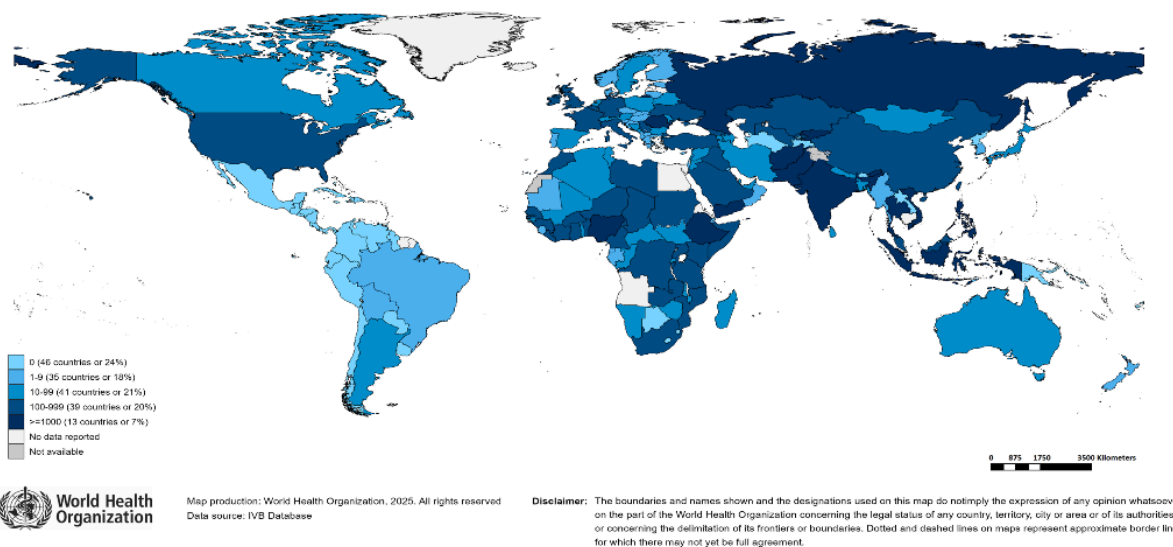 0 (46 countries or 24%)
1-9 (35 countries or 18%)
10-99 (41 countries or 21%)
100-999 (39 countries or 20%)
>=1000 (13 countries or 7%)
No data reported
Not available
0 875 1750 3500 Kilometers
World Health
Organization
Map production: World Health Organization, 2025. All rights reserved
Data source: IVB Database
Disclaimer: The boundaries and names shown and the designations used on this map do notimply the expression of any opinion whatsoev
on the part of the World Health Organization concerning the legal status of any country, territory, city or area or of its authorities
or concerning the delimitation of its frontiers or boundaries. Dotted and dashed lines on maps represent approximate border lin
for which there may not yet be full agreement.